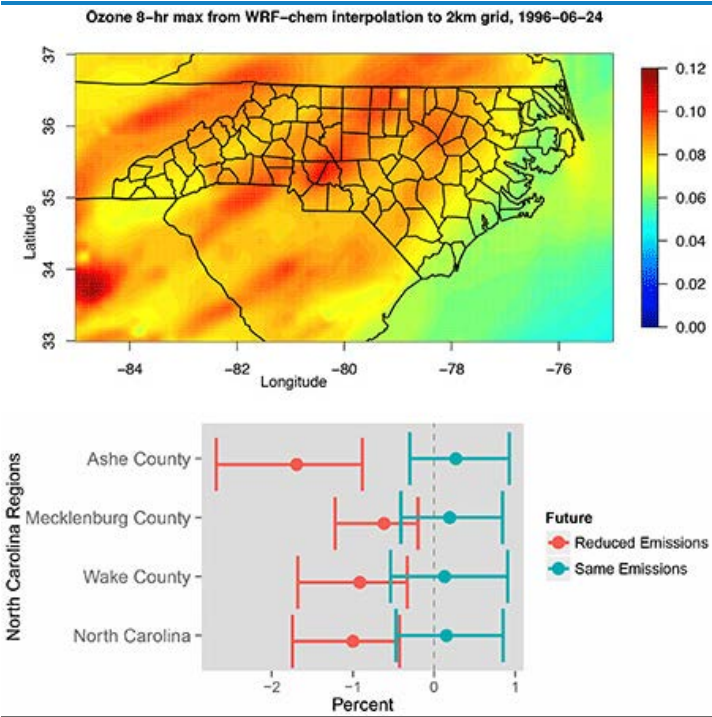 Ozone 8-hr max from WRF-chem interpolation to 2km grid, 1996-06-24
37
36
35
34
33
Latitude
-84
-82
-80
-78
-76
Longitude
0.12
0.10
0.08
0.06
0.04
0.02
0.00
North Carolina Regions
Ashe County
Mecklenburg County
Wake County
North Carolina
-2
-1
0
1
Percent
Future
Reduced Emissions
Same Emissions